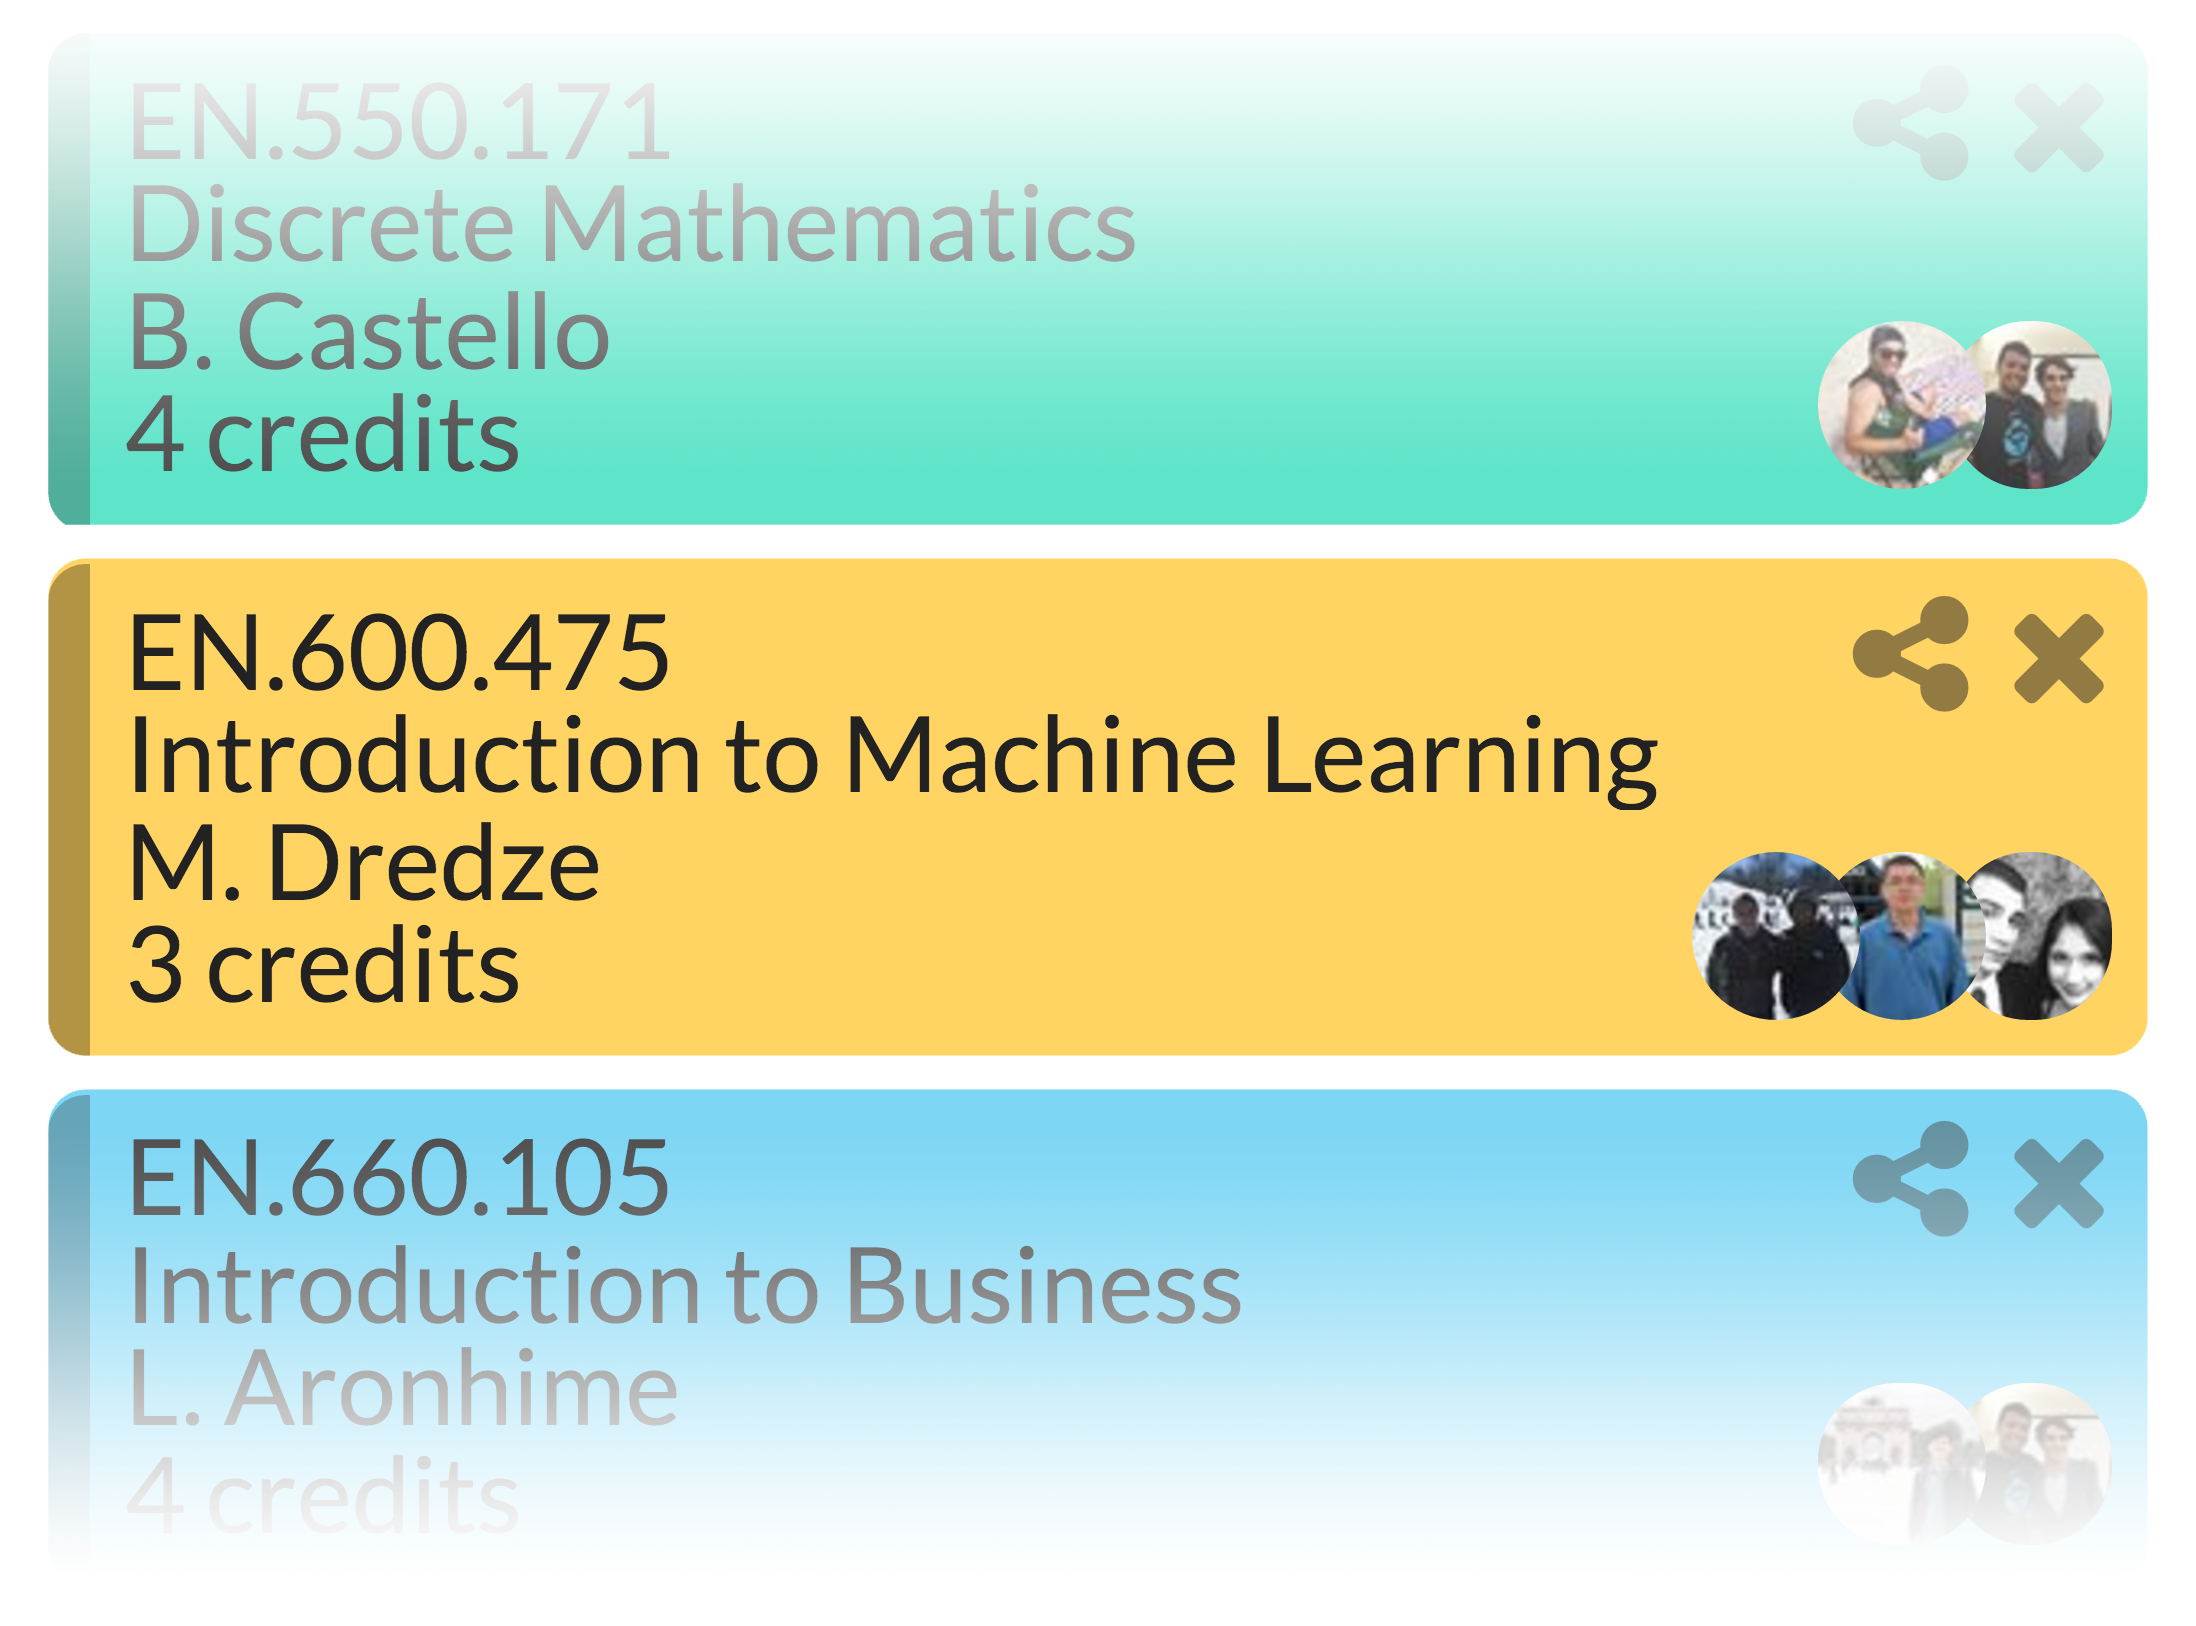 EN.550.171
Discrete Mathematics
B. Castello
4 credits
EN.600.475
Introduction to Machine Learning
M. Dredze
3 credits
EN.660.105
Introduction to Business
L. Aronhime
4 credits